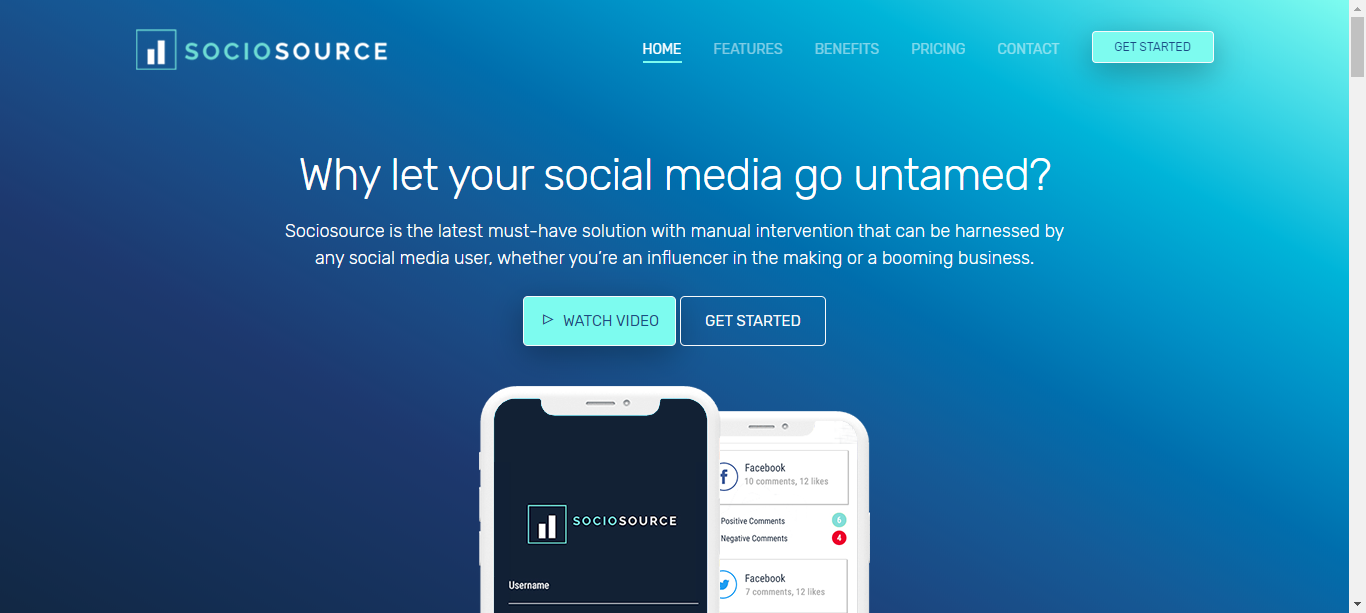 SOCIOSOURCE
HOME
FEATURES
BENEFITS
PRICING
CONTACT
GET STARTED
Why let your social media go untamed?
Sociosource is the latest must-have solution with manual intervention that can be harnessed by
any social media user, whether you’re an influencer in the making or a booming business.
WATCH VIDEO
GET STARTED
SOCIOSOURCE
Username
Facebook
10 comments, 12 likes
Positive Comments 6
Negative Comments 4
Facebook
7 comments, 12 likes